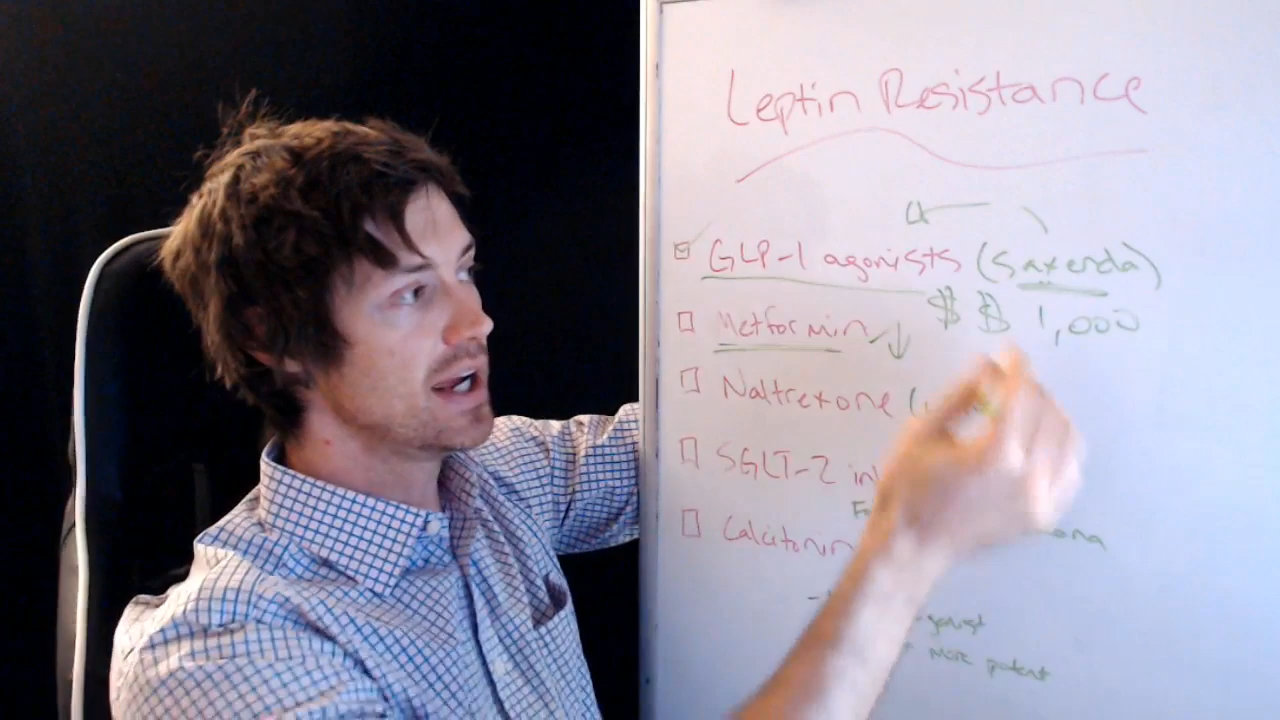 Leptin Resistance
GLP-1 agonists (Saxenda)
$ $ 1,000
Metformin ↓
Naltrexone (
SGLT-2
Calcitonin
more potent